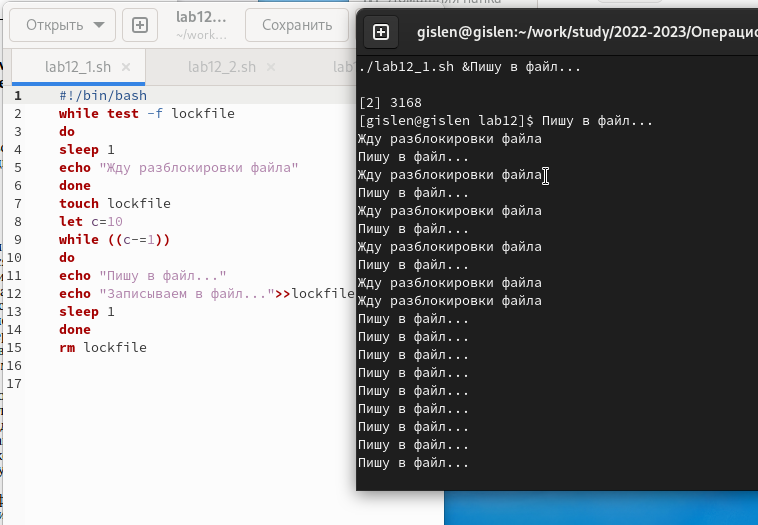 Открыть
lab12...
~/work...
Сохранить
lab12_1.sh ×
lab12_2.sh ×
lab
1 #!/bin/bash
2 while test -f lockfile
3 do
4 sleep 1
5 echo "Жду разблокировки файла"
6 done
7 touch lockfile
8 let c=10
9 while ((c-=1))
10 do
11 echo "Пишу в файл..."
12 echo "Записываем в файл...">>lockfile
13 sleep 1
14 done
15 rm lockfile
16
17
gislen@gislen:~/work/study/2022-2023/Операцио
./lab12_1.sh &Пишу в файл...
[2] 3168
[gislen@gislen lab12]$ Пишу в файл...
Жду разблокировки файла
Пишу в файл...
Жду разблокировки файла
Пишу в файл...
Жду разблокировки файла
Пишу в файл...
Жду разблокировки файла
Пишу в файл...
Жду разблокировки файла
Жду разблокировки файла
Пишу в файл...
Пишу в файл...
Пишу в файл...
Пишу в файл...
Пишу в файл...
Пишу в файл...
Пишу в файл...
Пишу в файл...
Пишу в файл...